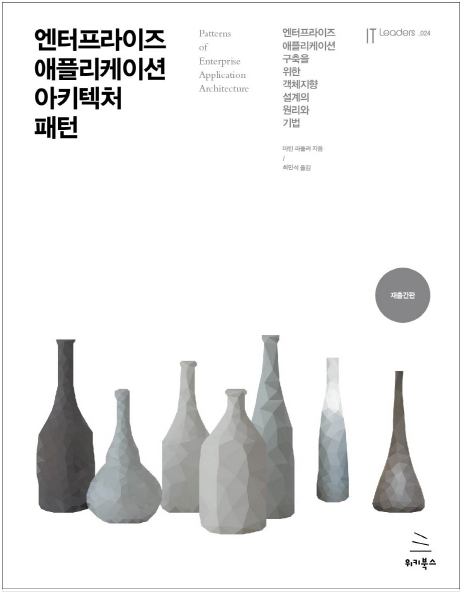 엔터프라이즈
애플리케이션
아키텍처
패턴
Patterns
of
Enterprise
Application
Architecture
엔터프라이즈
애플리케이션
구축을
위한
객체지향
설계의
원리와
기법
마틴 파울러 지음
/
최민석 옮김
IT Leaders _024
재출간판
위키북스